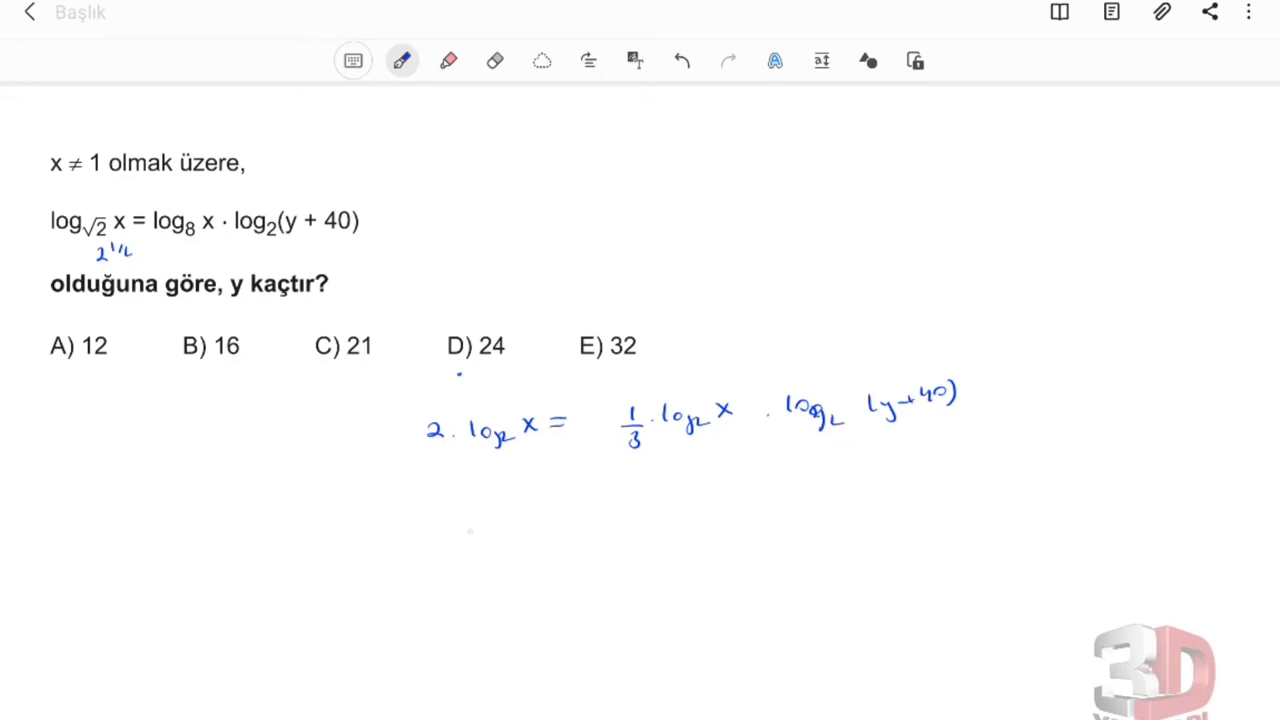 Başlık
x ≠ 1 olmak üzere,
log√2 x = log8 x · log2(y + 40)
2^1/2
olduğuna göre, y kaçtır?
A) 12 B) 16 C) 21 D) 24 E) 32
2 . log2 x = 1/3 . log2 x . log2 (y+40)
3D